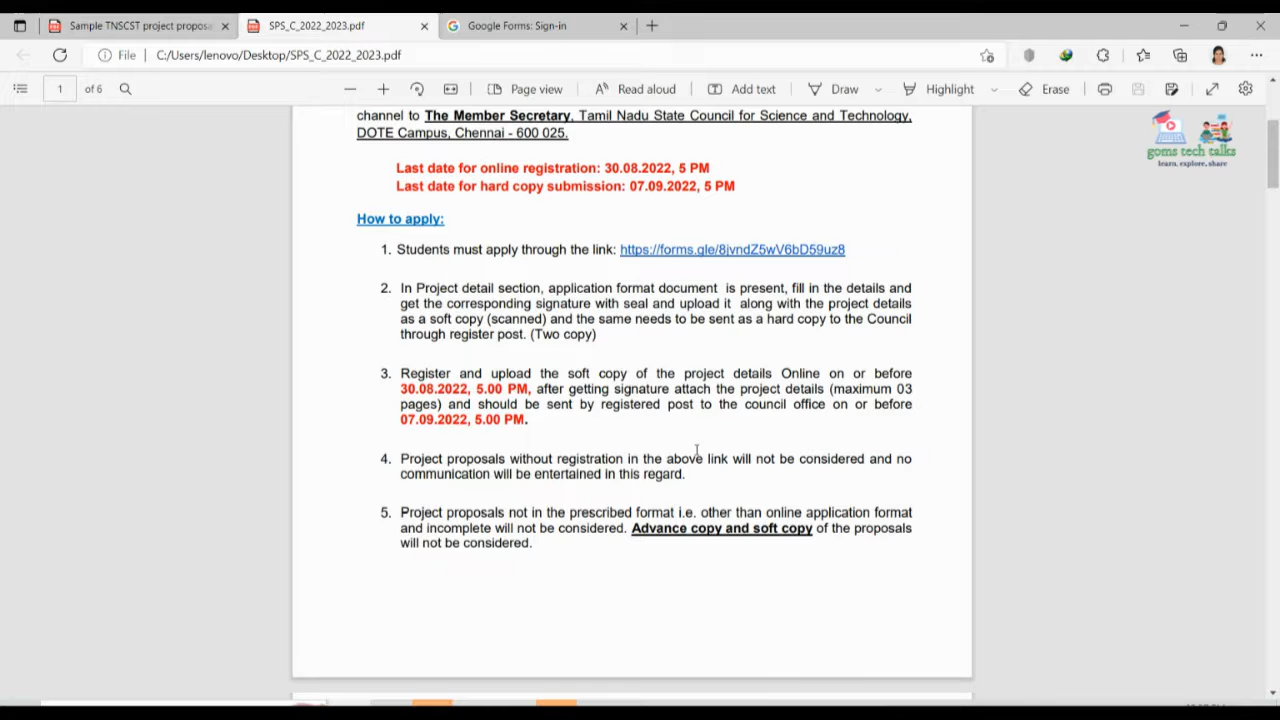 Sample TNSCST project proposa
SPS_C_2022_2023.pdf
Google Forms: Sign-in
File
C:/Users/lenovo/Desktop/SPS_C_2022_2023.pdf
1 of 6
Page view
Read aloud
Add text
Draw
Highlight
Erase
goms tech talks
learn, explore, share
channel to The Member Secretary, Tamil Nadu State Council for Science and Technology,
DOTE Campus, Chennai - 600 025.
Last date for online registration: 30.08.2022, 5 PM
Last date for hard copy submission: 07.09.2022, 5 PM
How to apply:
1. Students must apply through the link: https://forms.gle/8jvndZ5wV6bD59uz8
2. In Project detail section, application format document is present, fill in the details and
get the corresponding signature with seal and upload it along with the project details
as a soft copy (scanned) and the same needs to be sent as a hard copy to the Council
through register post. (Two copy)
3. Register and upload the soft copy of the project details Online on or before
30.08.2022, 5.00 PM, after getting signature attach the project details (maximum 03
pages) and should be sent by registered post to the council office on or before
07.09.2022, 5.00 PM.
4. Project proposals without registration in the above link will not be considered and no
communication will be entertained in this regard.
5. Project proposals not in the prescribed format i.e. other than online application format
and incomplete will not be considered. Advance copy and soft copy of the proposals
will not be considered.